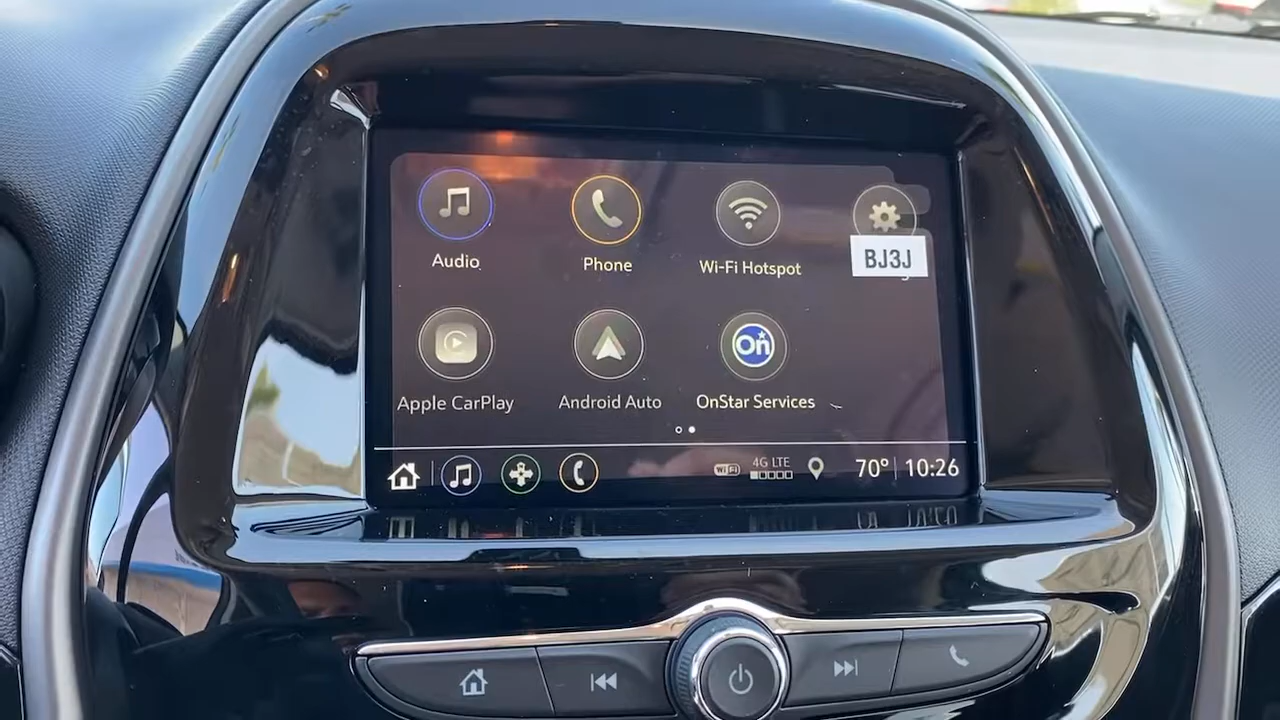 Audio
Phone
Wi-Fi Hotspot
BJ3J
Apple CarPlay
Android Auto
On
OnStar Services
WiFi
4G LTE
70° 10:26